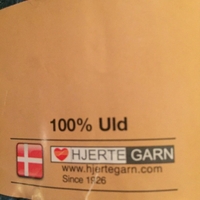 100% Uld
HJERTE GARN
www.hjertegarn.com
Since 1926